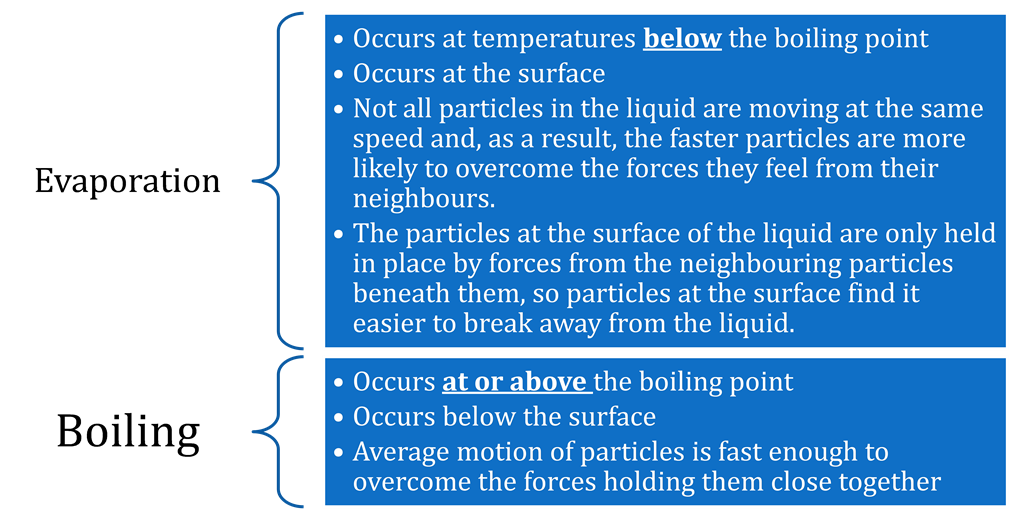 Evaporation
• Occurs at temperatures below the boiling point
• Occurs at the surface
• Not all particles in the liquid are moving at the same
speed and, as a result, the faster particles are more
likely to overcome the forces they feel from their
neighbours.
• The particles at the surface of the liquid are only held
in place by forces from the neighbouring particles
beneath them, so particles at the surface find it
easier to break away from the liquid.
Boiling
• Occurs at or above the boiling point
• Occurs below the surface
• Average motion of particles is fast enough to
overcome the forces holding them close together